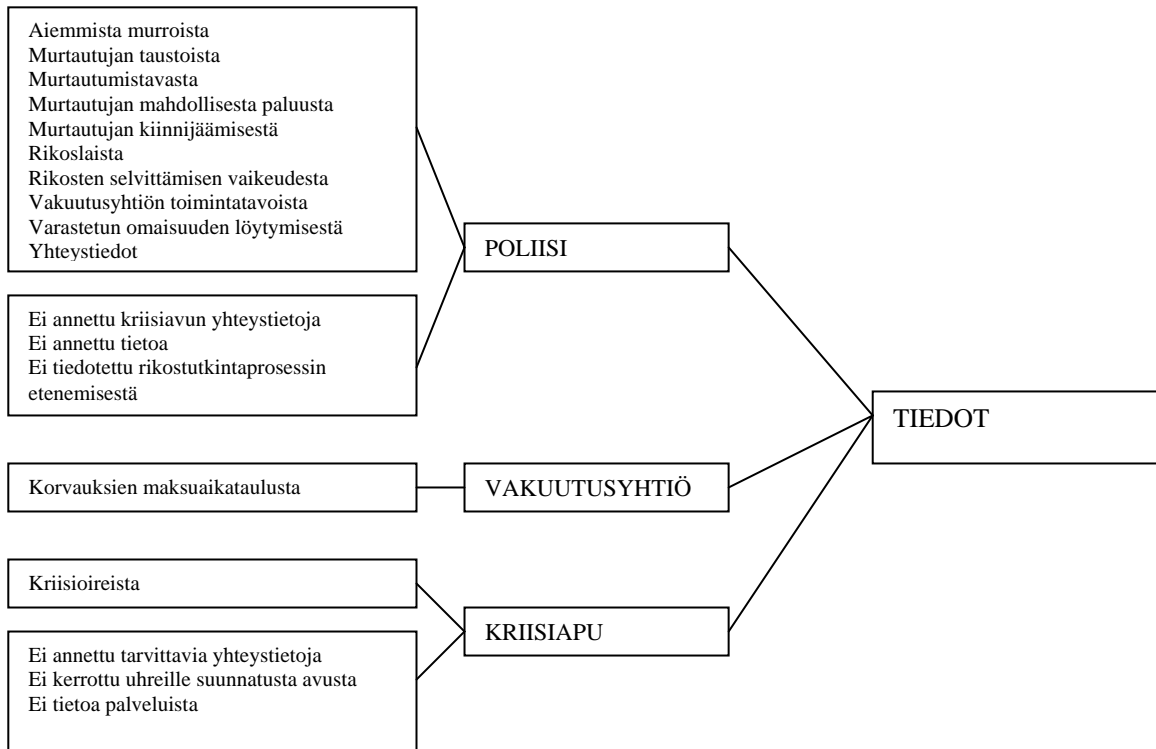 Aiemmista murroista
Murtautujan taustoista
Murtautumistavasta
Murtautujan mahdollisesta paluusta
Murtautujan kiinnijäämisestä
Rikoslaista
Rikosten selvittämisen vaikeudesta
Vakuutusyhtiön toimintatavoista
Varastetun omaisuuden löytymisestä
Yhteystiedot
POLIISI
Ei annettu kriisiavun yhteystietoja
Ei annettu tietoa
Ei tiedotettu rikostutkintaprosessin
etenemisestä
TIEDOT
Korvauksien maksuaikataulusta
VAKUUTUSYHTIÖ
Kriisioireista
KRIISIAPU
Ei annettu tarvittavia yhteystietoja
Ei kerrottu uhreille suunnatusta avusta
Ei tietoa palveluista